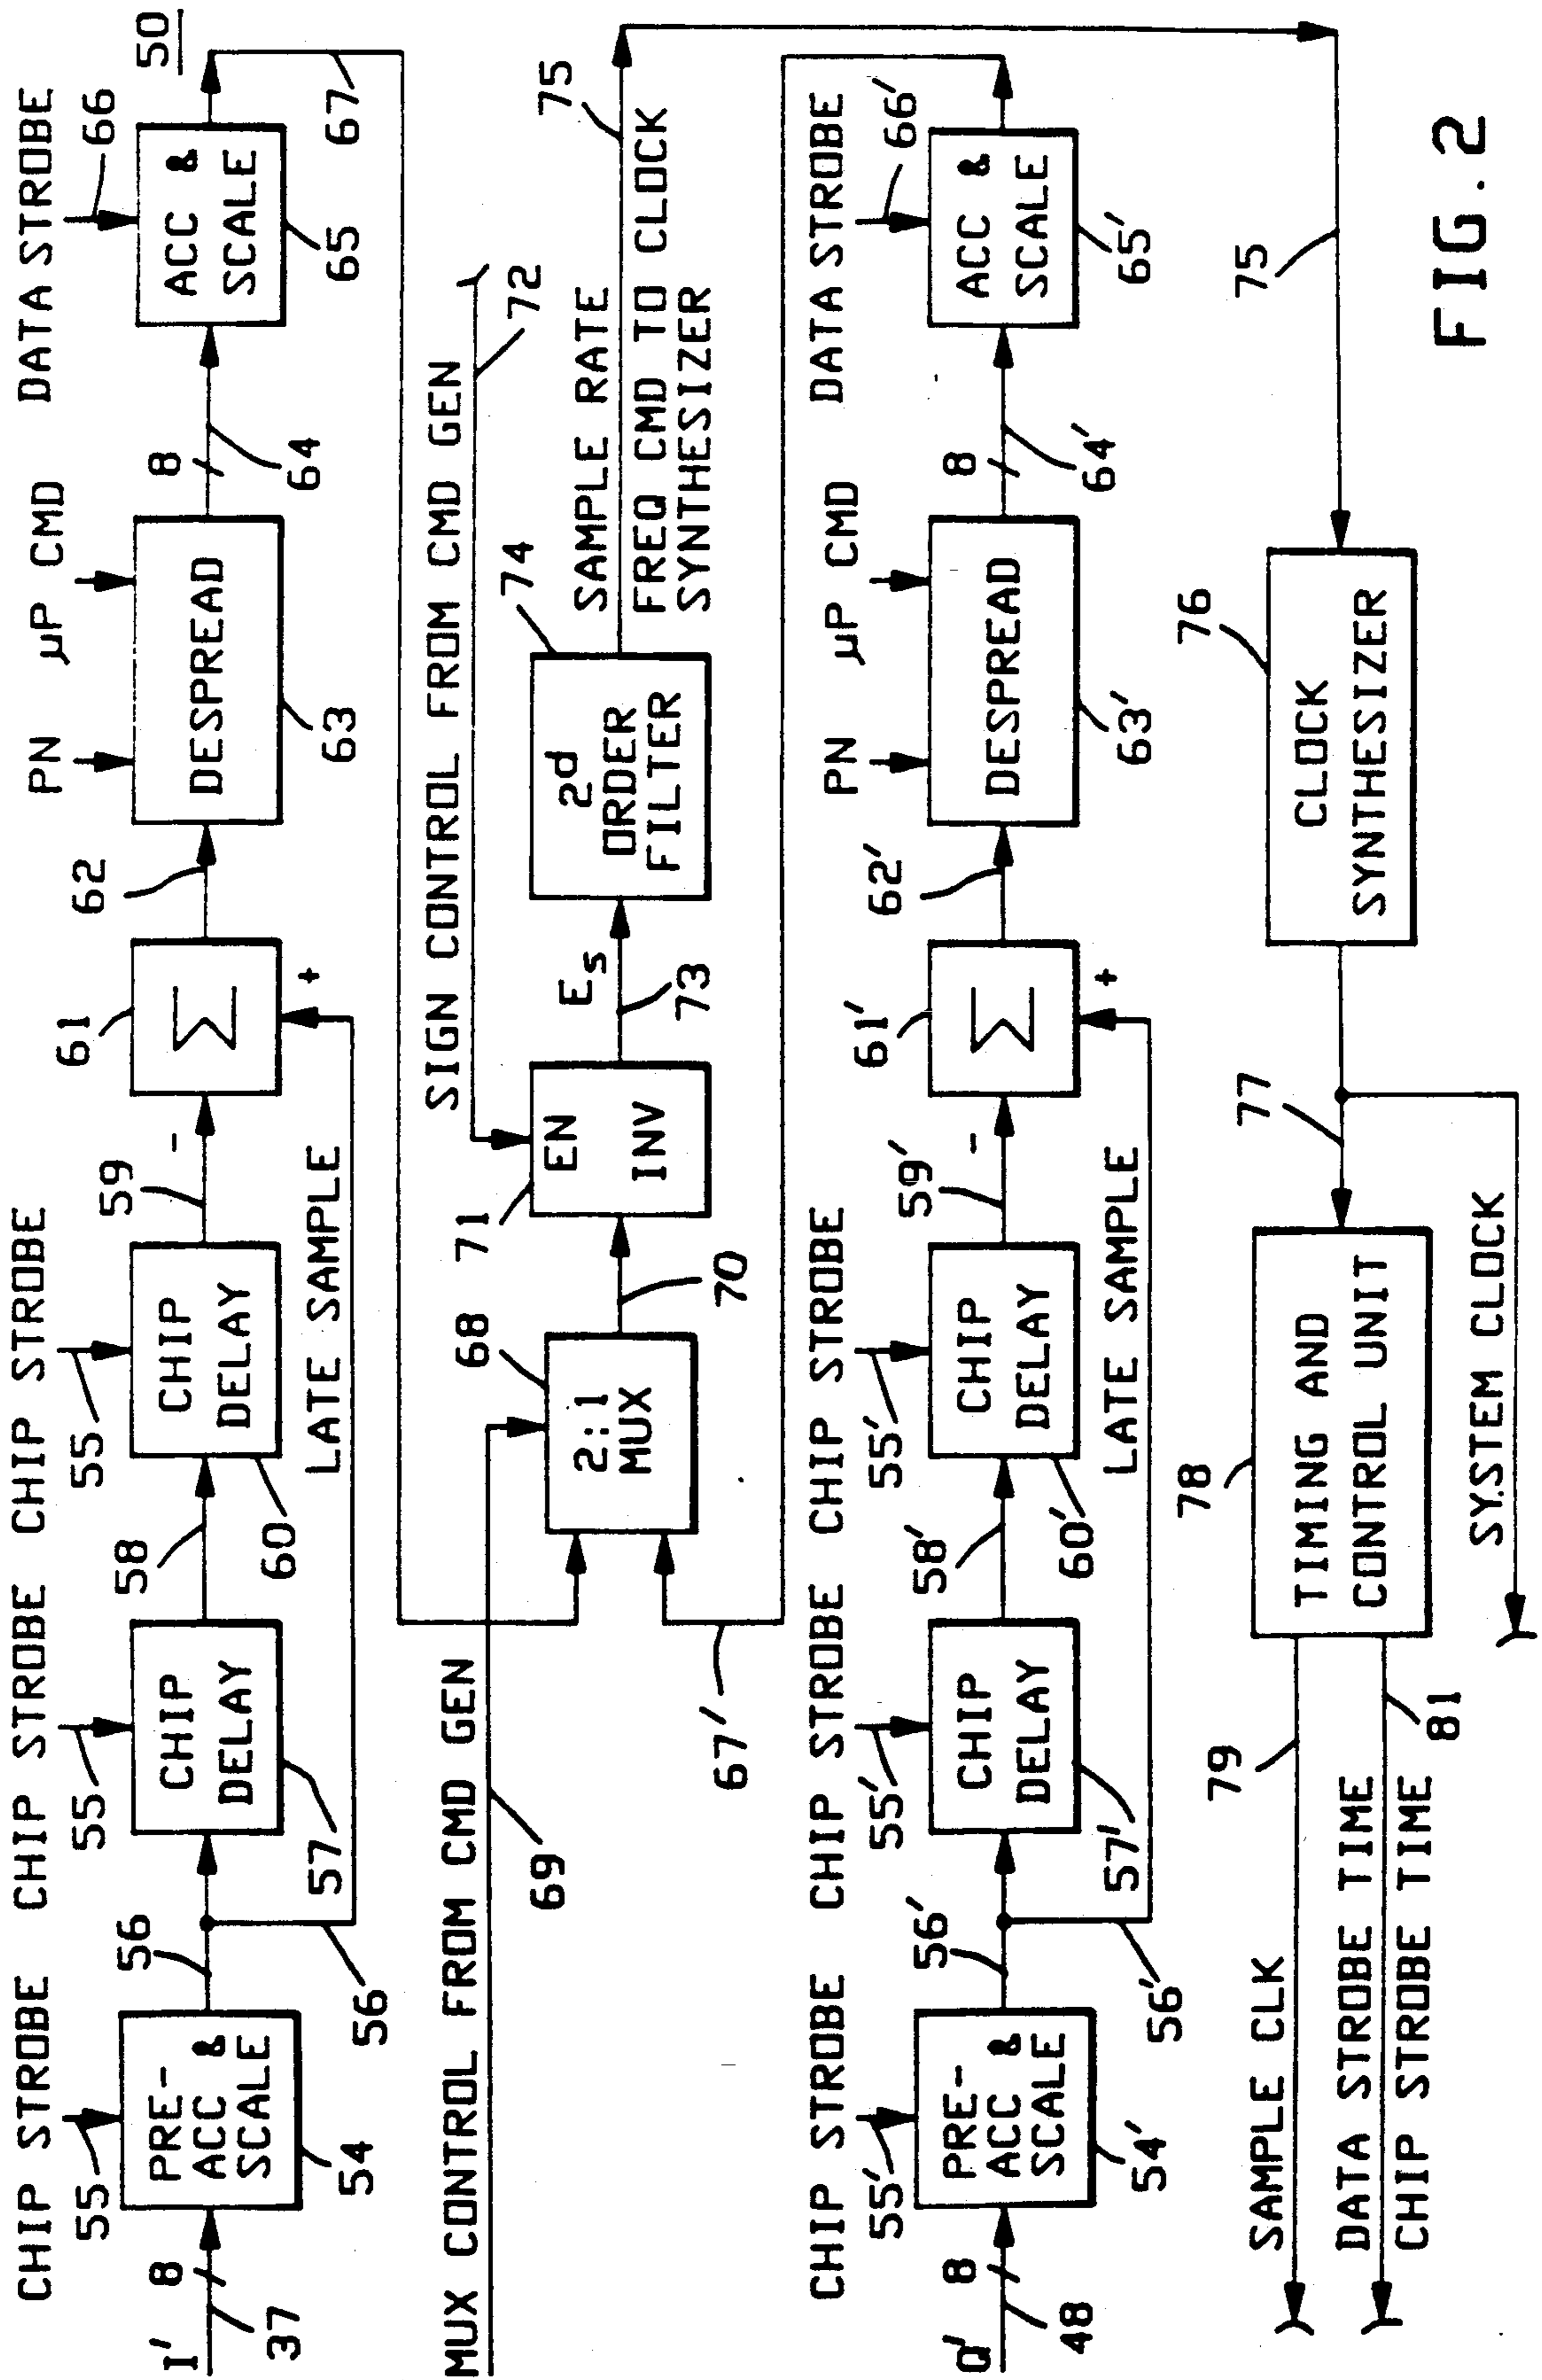 50
CHIP STROBE CHIP STROBE CHIP STROBE PN µP CMD DATA STROBE
55 55 55 66
I' 8 37
PRE-
ACC &
SCALE
54
56
56
CHIP
DELAY
57
58
CHIP
DELAY
60
59
-
Σ
61
+
LATE SAMPLE
62
DESPREAD
63
8
64
ACC &
SCALE
65
67
MUX CONTROL FROM CMD GEN
69
SIGN CONTROL FROM CMD GEN
72
2:1
MUX
68
70
EN
INV
71
Es
73
2d
ORDER
FILTER
74
SAMPLE RATE
FREQ CMD TO CLOCK
SYNTHESIZER
75
67'
CHIP STROBE CHIP STROBE CHIP STROBE PN µP CMD DATA STROBE
55' 55' 55' 66'
Q' 8 48
PRE-
ACC &
SCALE
54'
56'
56'
CHIP
DELAY
57'
58'
CHIP
DELAY
60'
59'
-
Σ
61'
+
LATE SAMPLE
62'
DESPREAD
63'
8
64'
ACC &
SCALE
65'
75
CLOCK
SYNTHESIZER
76
77
TIMING AND
CONTROL UNIT
78
SYSTEM CLOCK
SAMPLE CLK
79
DATA STROBE TIME
CHIP STROBE TIME
81
FIG. 2